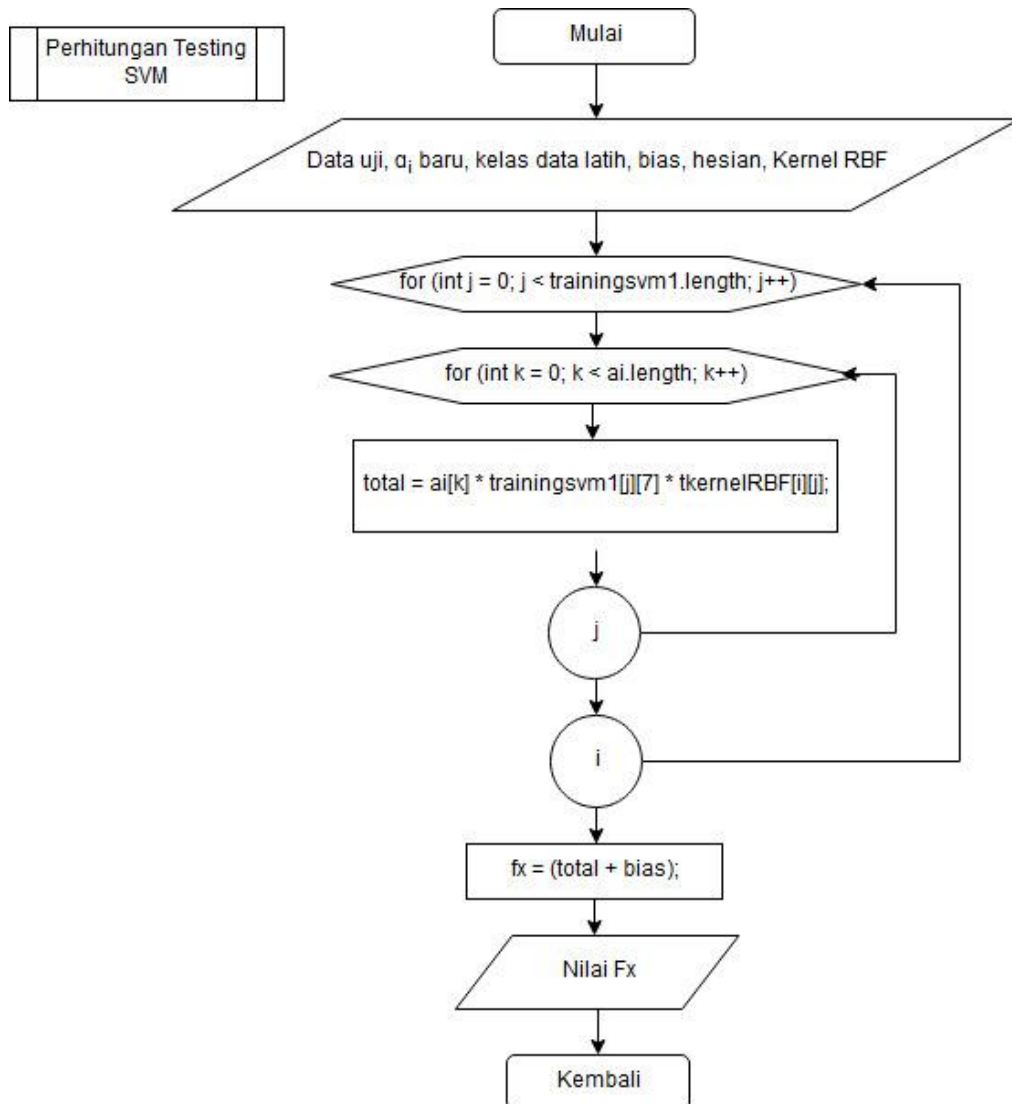 Perhitungan Testing
SVM
Mulai
Data uji, αi baru, kelas data latih, bias, hesian, Kernel RBF
for (int j = 0; j < trainingsvm1.length; j++)
for (int k = 0; k < ai.length; k++)
total = ai[k] * trainingsvm1[j][7] * tkernelRBF[i][j];
j
i
fx = (total + bias);
Nilai Fx
Kembali